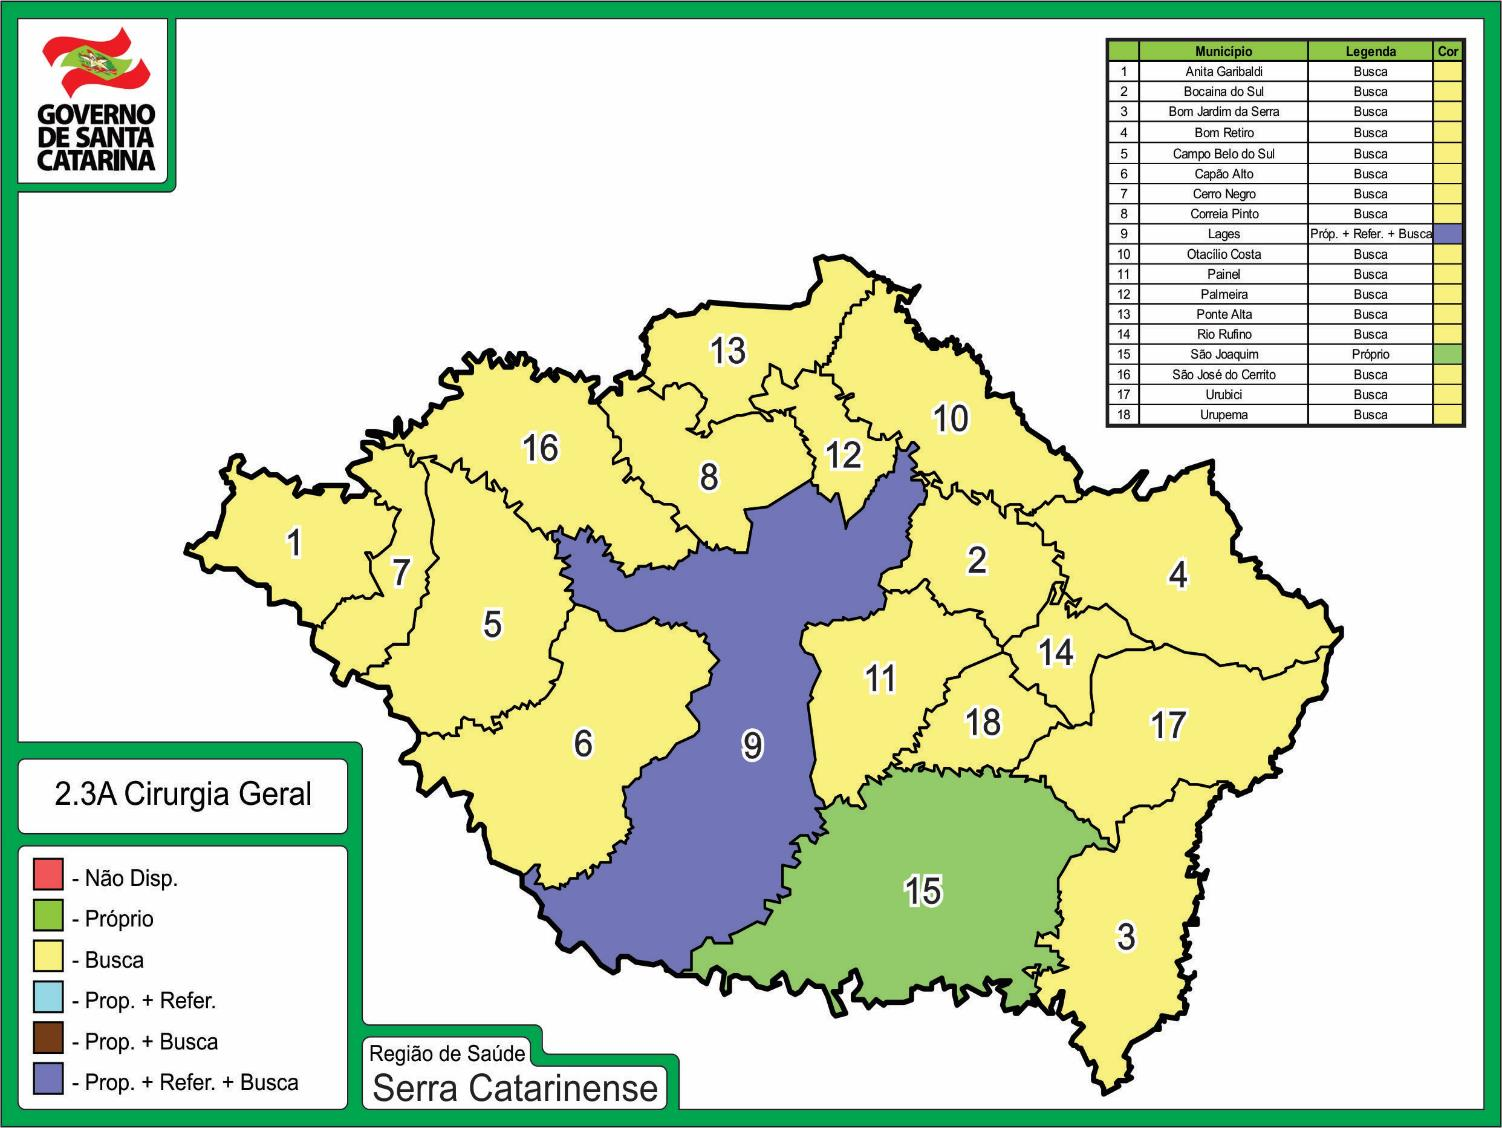 GOVERNO
DE SANTA
CATARINA
Município Legenda Cor
1 Anita Garibaldi Busca
2 Bocaina do Sul Busca
3 Bom Jardim da Serra Busca
4 Bom Retiro Busca
5 Campo Belo do Sul Busca
6 Capão Alto Busca
7 Cerro Negro Busca
8 Correia Pinto Busca
9 Lages Próp. + Refer. + Busca
10 Otacílio Costa Busca
11 Painel Busca
12 Palmeira Busca
13 Ponte Alta Busca
14 Rio Rufino Busca
15 São Joaquim Próprio
16 São José do Cerrito Busca
17 Urubici Busca
18 Urupema Busca
13
10
16
12
8
1
2
7
4
5
14
11
18
17
6
9
15
3
2.3A Cirurgia Geral
- Não Disp.
- Próprio
- Busca
- Prop. + Refer.
- Prop. + Busca
- Prop. + Refer. + Busca
Região de Saúde
Serra Catarinense